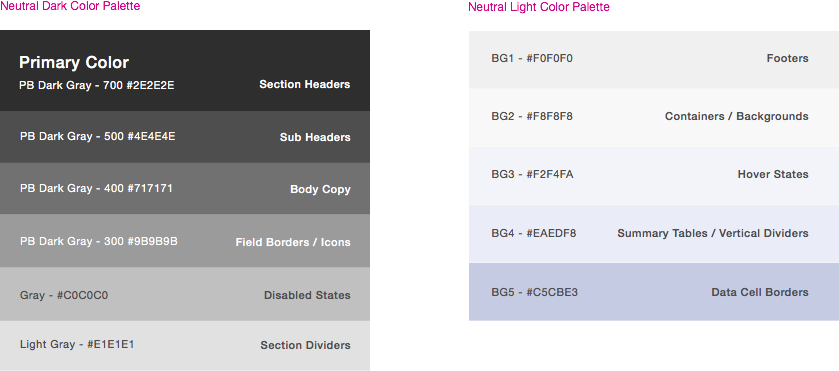 Neutral Dark Color Palette
Primary Color
PB Dark Gray - 700 #2E2E2E Section Headers
PB Dark Gray - 500 #4E4E4E Sub Headers
PB Dark Gray - 400 #717171 Body Copy
PB Dark Gray - 300 #9B9B9B Field Borders / Icons
Gray - #C0C0C0 Disabled States
Light Gray - #E1E1E1 Section Dividers
Neutral Light Color Palette
BG1 - #F0F0F0 Footers
BG2 - #F8F8F8 Containers / Backgrounds
BG3 - #F2F4FA Hover States
BG4 - #EAEDF8 Summary Tables / Vertical Dividers
BG5 - #C5CBE3 Data Cell Borders